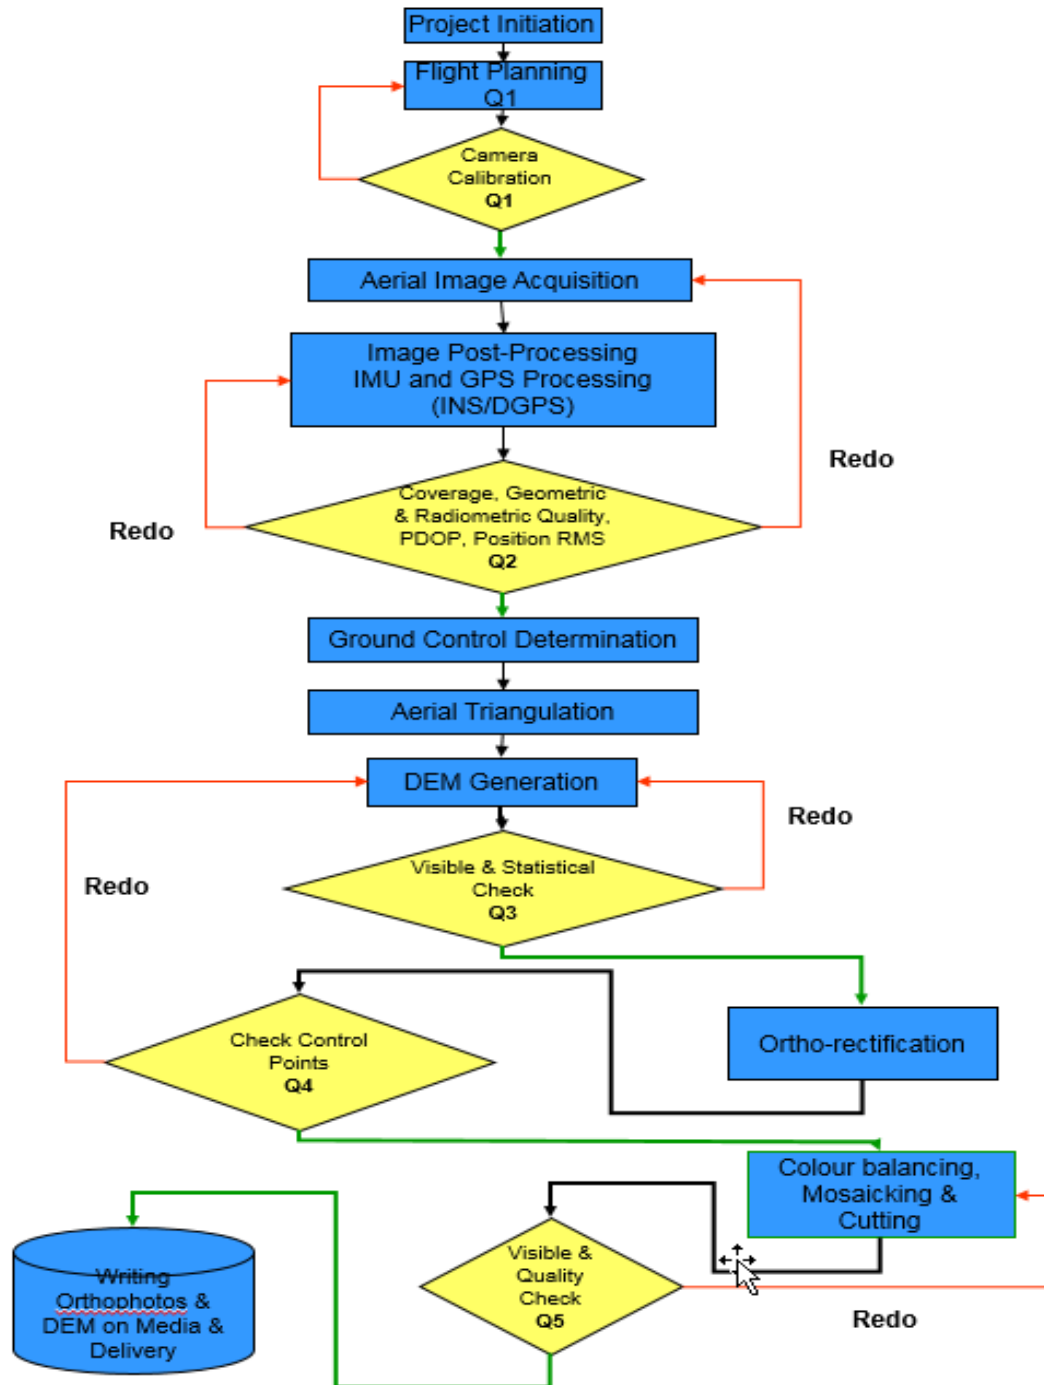 Project Initiation
Flight Planning
Q1
Camera
Calibration
Q1
Aerial Image Acquisition
Image Post-Processing
IMU and GPS Processing
(INS/DGPS)
Redo
Coverage, Geometric
& Radiometric Quality,
PDOP, Position RMS
Q2
Redo
Ground Control Determination
Aerial Triangulation
DEM Generation
Redo
Visible & Statistical
Check
Q3
Redo
Ortho-rectification
Check Control
Points
Q4
Colour balancing,
Mosaicking &
Cutting
Visible &
Quality
Check
Q5
Redo
Writing
Orthophotos &
DEM on Media &
Delivery